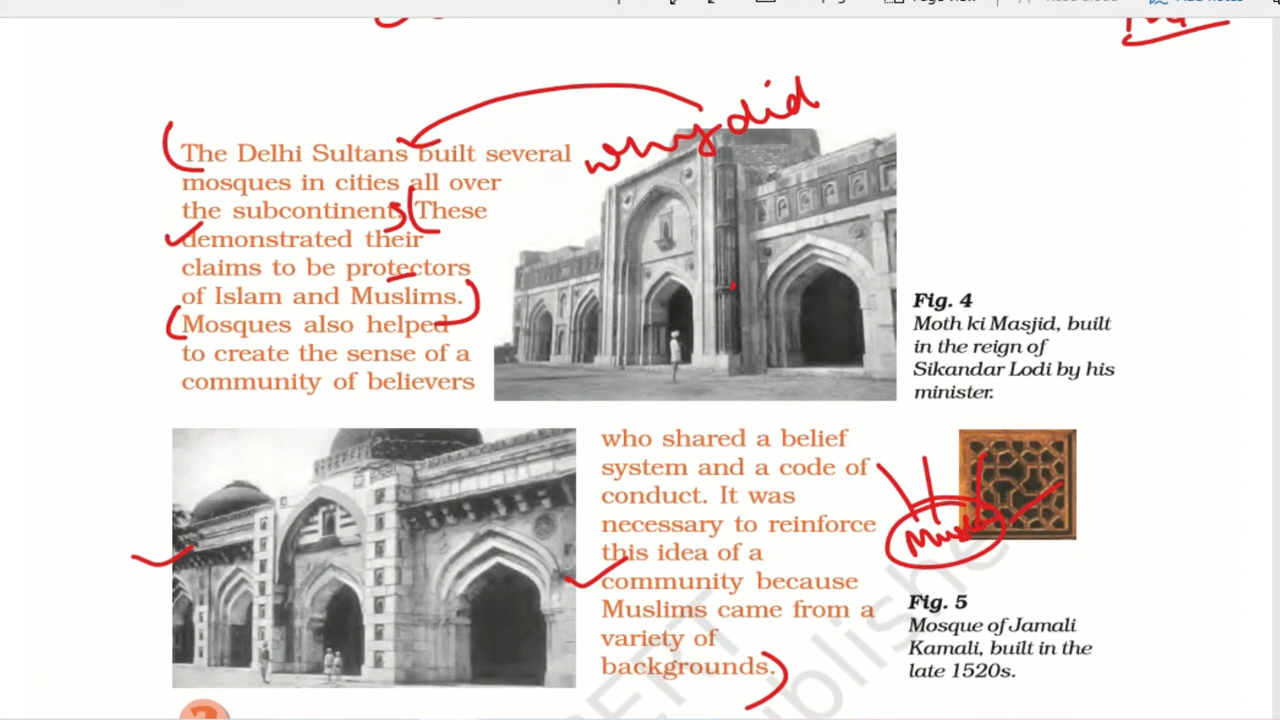 Page view
why did
The Delhi Sultans built several
mosques in cities all over
the subcontinent. These
demonstrated their
claims to be protectors
of Islam and Muslims.
Mosques also helped
to create the sense of a
community of believers
Fig. 4
Moth ki Masjid, built
in the reign of
Sikandar Lodi by his
minister.
who shared a belief
system and a code of
conduct. It was
necessary to reinforce
this idea of a
community because
Muslims came from a
variety of
backgrounds.
Fig. 5
Mosque of Jamali
Kamali, built in the
late 1520s.